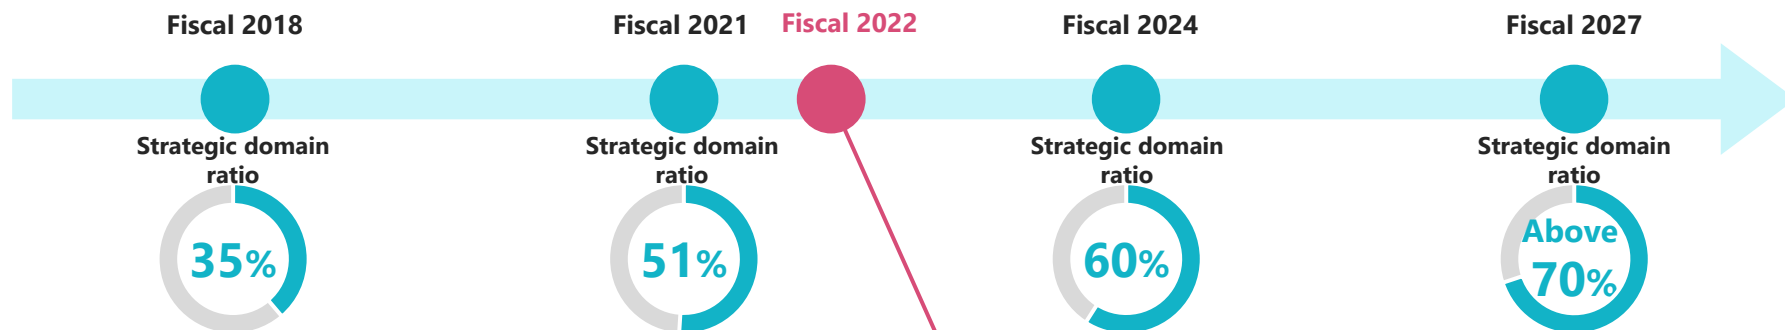 Fiscal 2018
Fiscal 2021
Fiscal 2022
Fiscal 2024
Fiscal 2027
Strategic domain
ratio
35%
Strategic domain
ratio
51%
Strategic domain
ratio
60%
Strategic domain
ratio
Above
70%